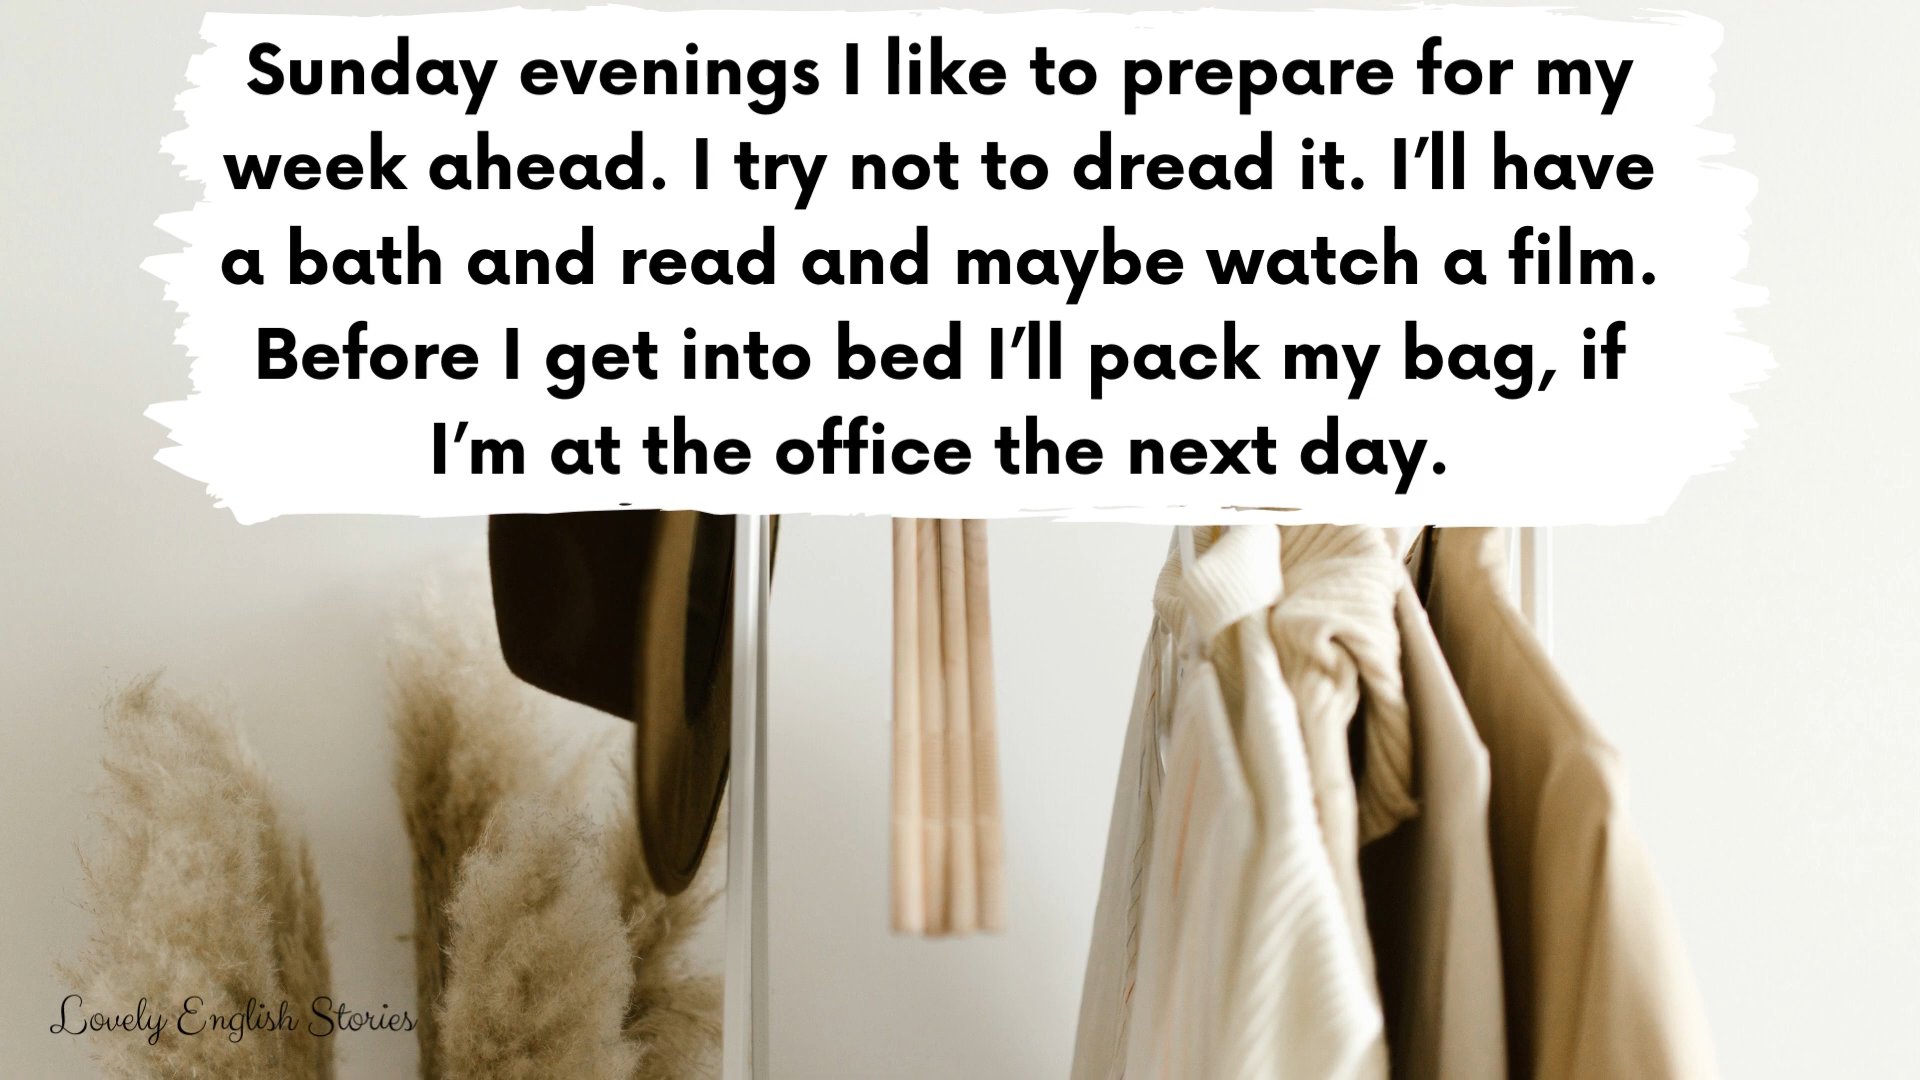 Sunday evenings I like to prepare for my
week ahead. I try not to dread it. I’ll have
a bath and read and maybe watch a film.
Before I get into bed I’ll pack my bag, if
I’m at the office the next day.
Lovely English Stories